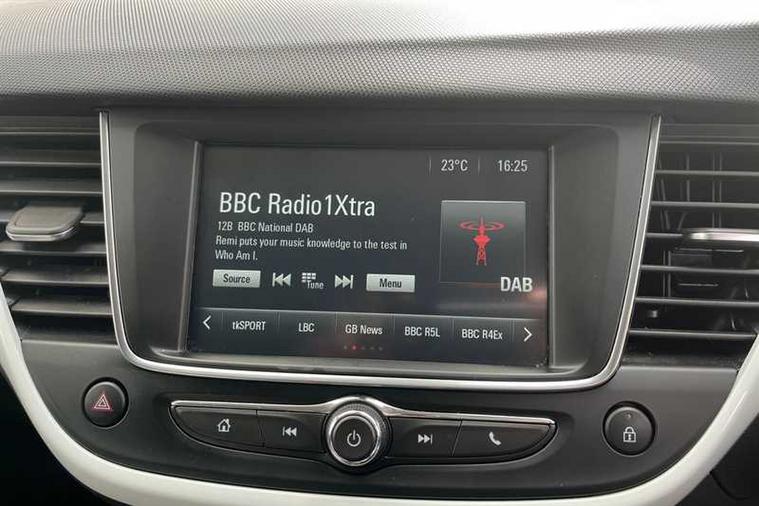 23°C 16:25
BBC Radio1Xtra
12B BBC National DAB
Remi puts your music knowledge to the test in
Who Am I.
Source Tune Menu
DAB
tkSPORT LBC GB News BBC R5L BBC R4Ex